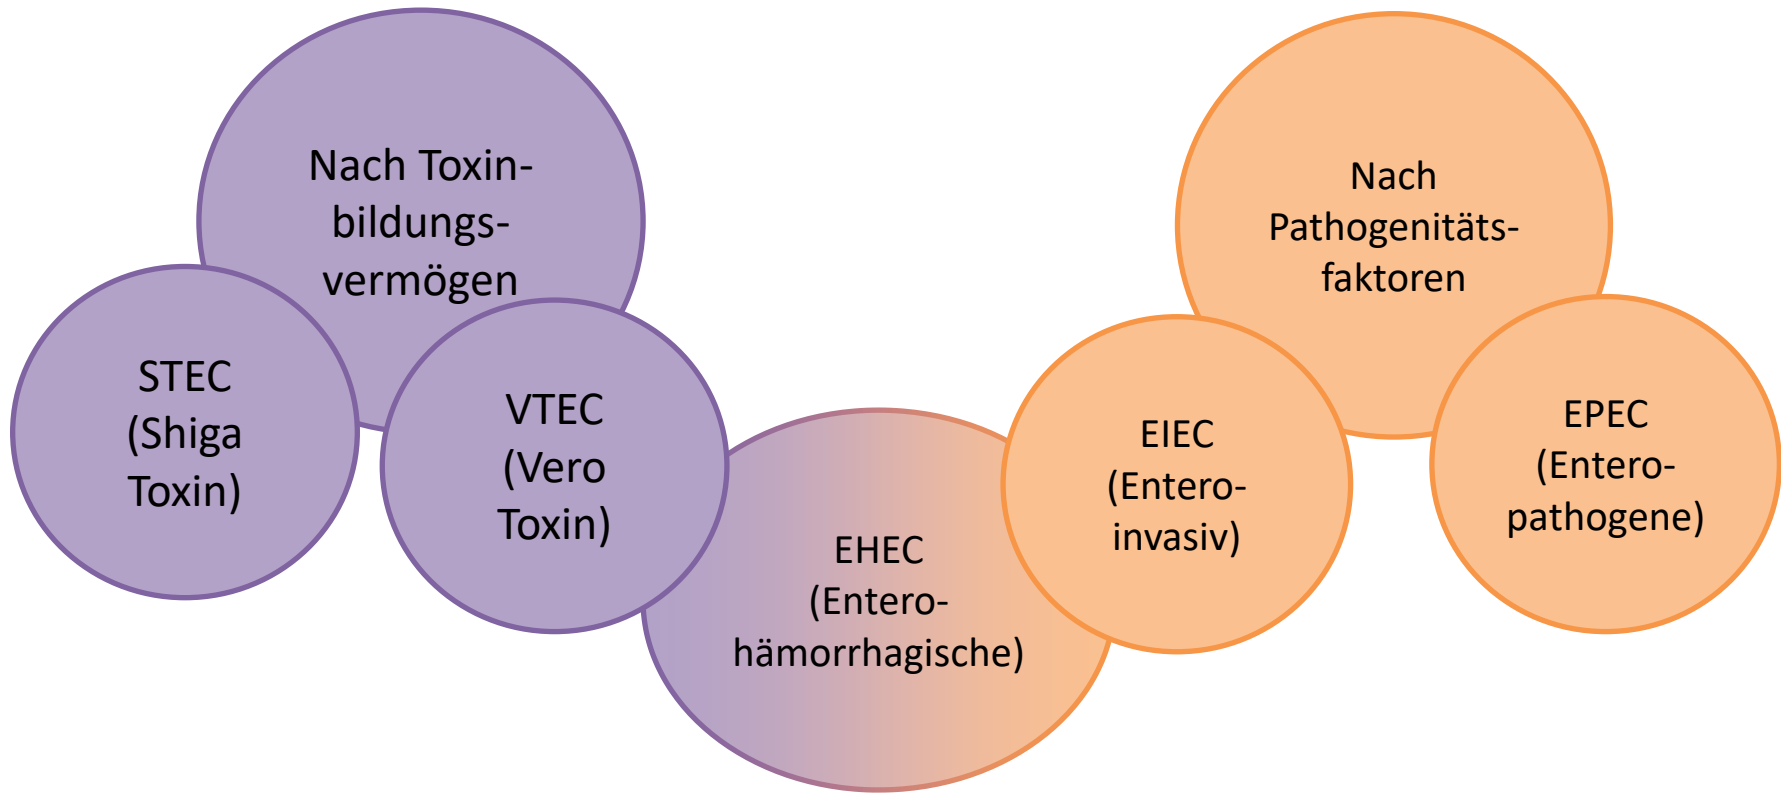 Nach Toxin-
bildungs-
vermögen
STEC
(Shiga
Toxin)
VTEC
(Vero
Toxin)
EHEC
(Entero-
hämorrhagische)
Nach
Pathogenitäts-
faktoren
EIEC
(Entero-
invasiv)
EPEC
(Entero-
pathogene)